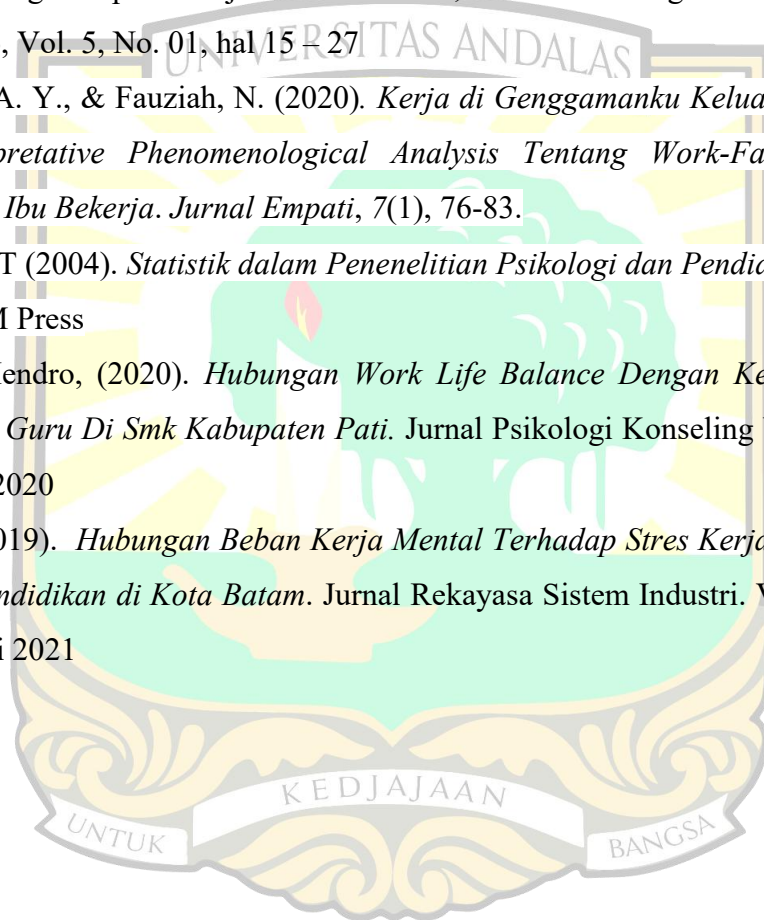 , Vol. 5, No. 01, hal 15 – 27
UNIVERSITAS ANDALAS
A. Y., & Fauziah, N. (2020). Kerja di Genggamanku Kelua
pretative Phenomenological Analysis Tentang Work-Fa
Ibu Bekerja. Jurnal Empati, 7(1), 76-83.
T (2004). Statistik dalam Penenelitian Psikologi dan Pendid
M Press
endro, (2020). Hubungan Work Life Balance Dengan Ke
Guru Di Smk Kabupaten Pati. Jurnal Psikologi Konseling
2020
019). Hubungan Beban Kerja Mental Terhadap Stres Kerja
ndidikan di Kota Batam. Jurnal Rekayasa Sistem Industri. V
i 2021
UNTUK KEDJAJAAN BANGSA